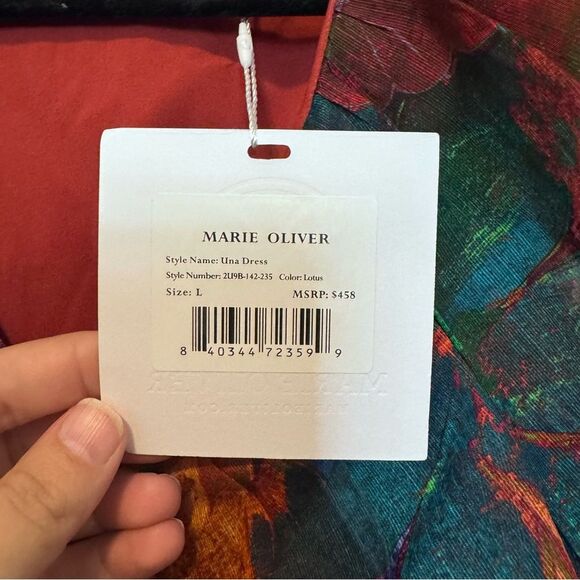 MARIE OLIVER
Style Name: Una Dress
Style Number: 2U9B-142-235 Color: Lotus
Size: L MSRP: $458
8 40344 72359 9